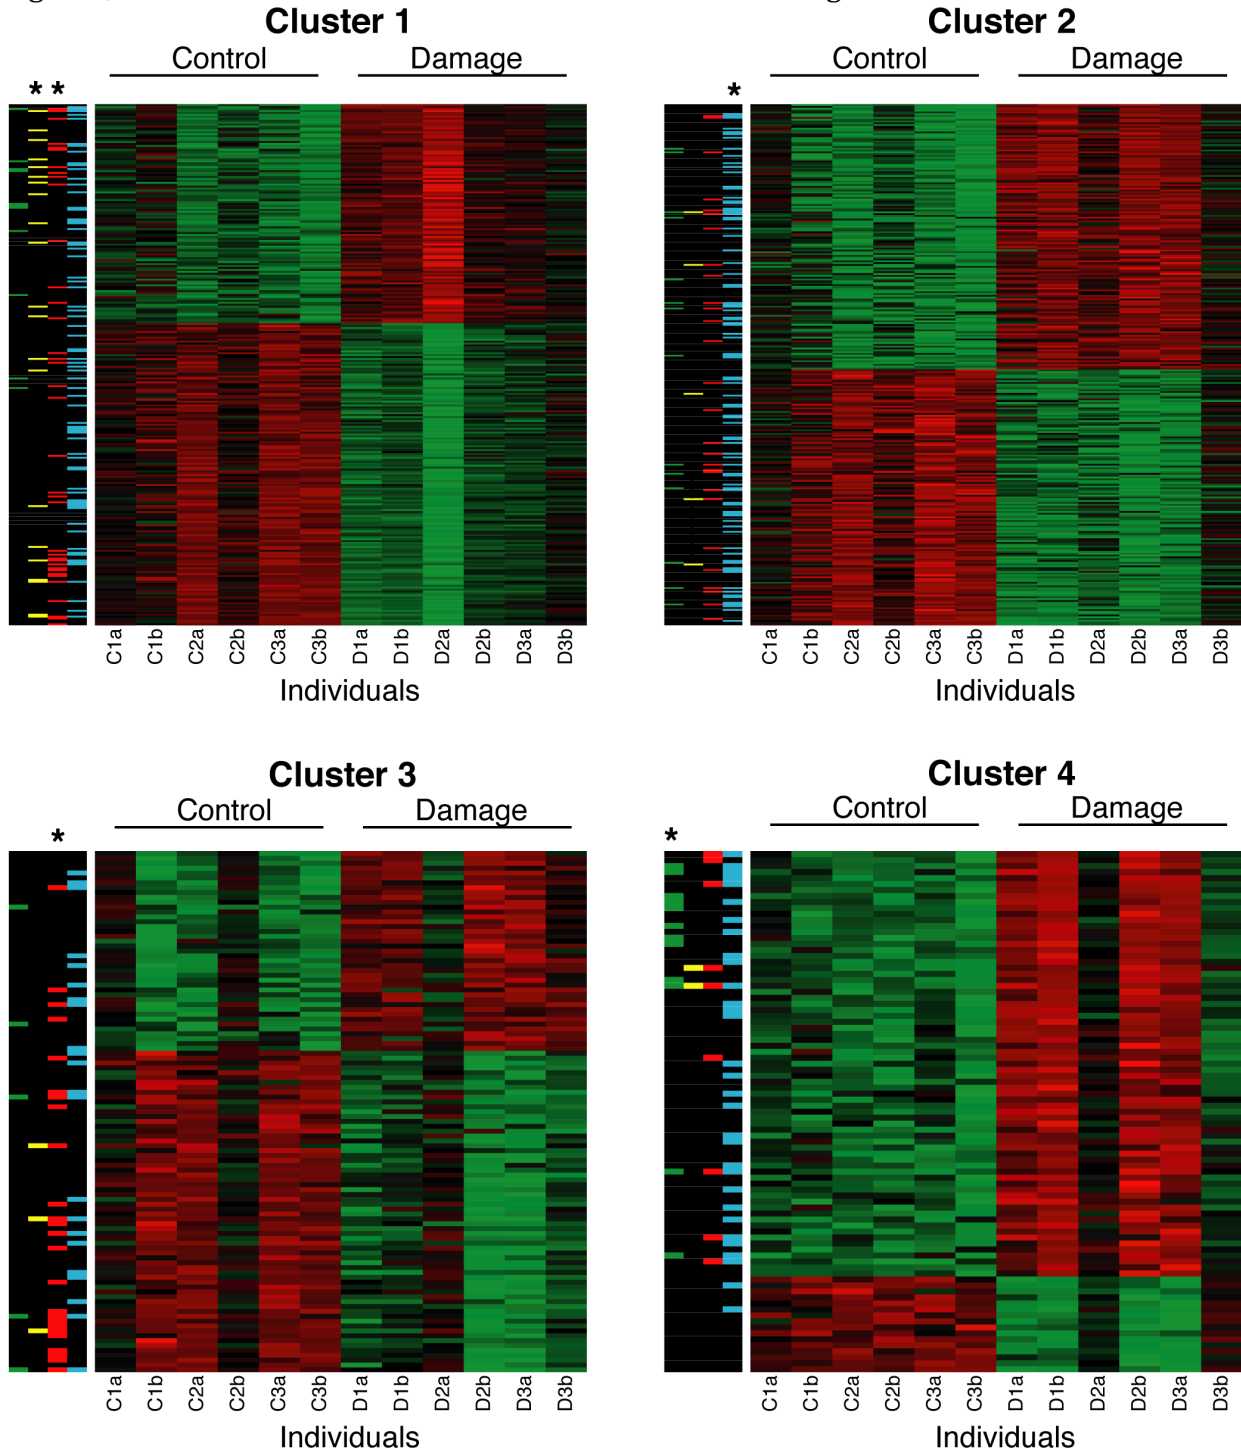 Cluster 1
Control Damage
* *
C1a C1b C2a C2b C3a C3b D1a D1b D2a D2b D3a D3b
Individuals
Cluster 2
Control Damage
*
C1a C1b C2a C2b C3a C3b D1a D1b D2a D2b D3a D3b
Individuals
Cluster 3
Control Damage
*
C1a C1b C2a C2b C3a C3b D1a D1b D2a D2b D3a D3b
Individuals
Cluster 4
Control Damage
*
C1a C1b C2a C2b C3a C3b D1a D1b D2a D2b D3a D3b
Individuals